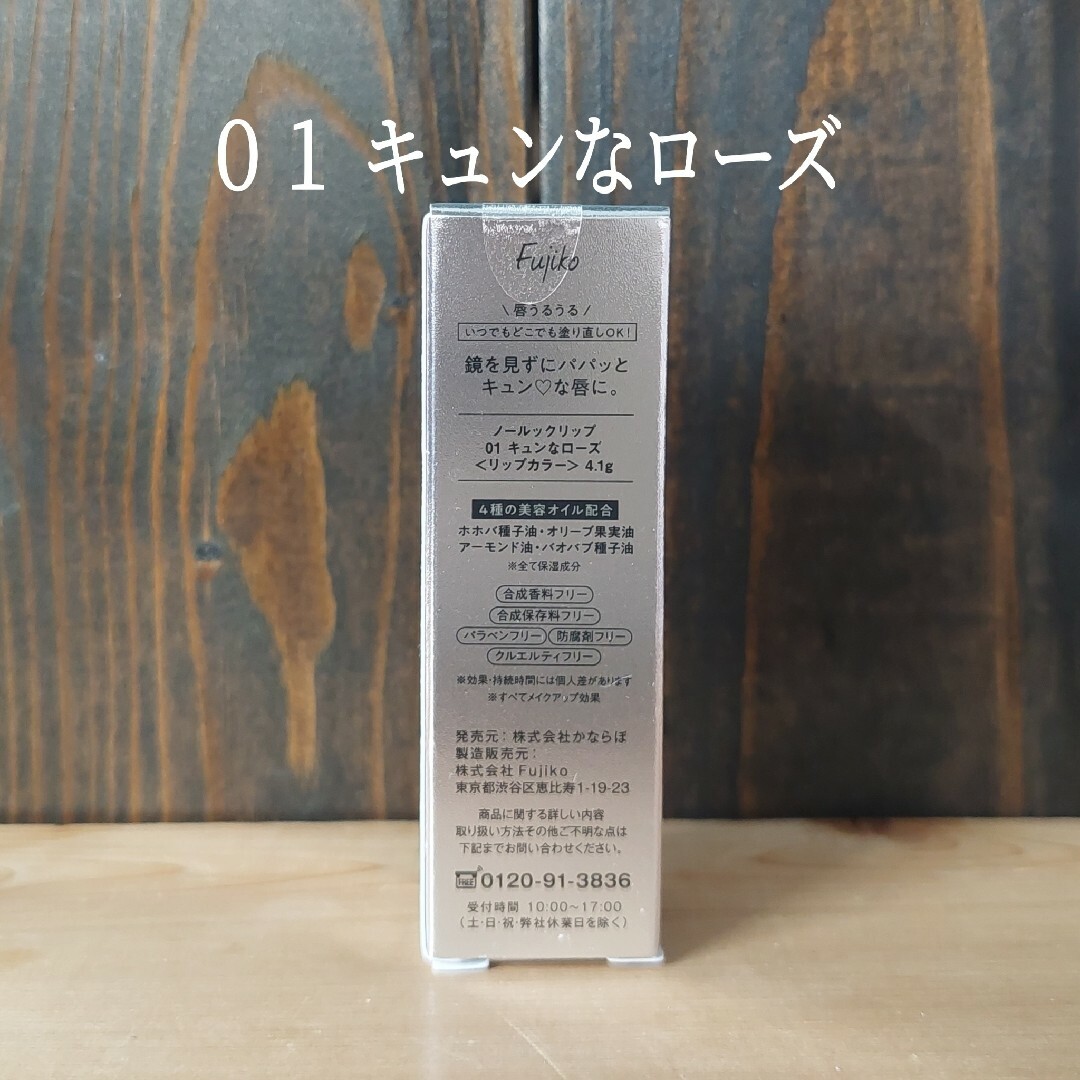 01 キュンなローズ
Fujiko
\ 唇うるうる /
いつでもどこでも塗り直しOK!
鏡を見ずにパパッと
キュン♡な唇に。
ノールックリップ
01 キュンなローズ
<リップカラー> 4.1g
4種の美容オイル配合
ホホバ種子油・オリーブ果実油
アーモンド油・バオバブ種子油
※全て保湿成分
合成香料フリー
合成保存料フリー
パラベンフリー 防腐剤フリー
クルエルティフリー
※効果・持続時間には個人差があります
※すべてメイクアップ効果
発売元:株式会社かならぼ
製造販売元:
株式会社Fujiko
東京都渋谷区恵比寿1-19-23
商品に関する詳しい内容
取り扱い方法その他ご不明な点は
下記までお問い合わせください。
FREE 0120-91-3836
受付時間 10:00〜17:00
(土・日・祝・弊社休業日を除く)